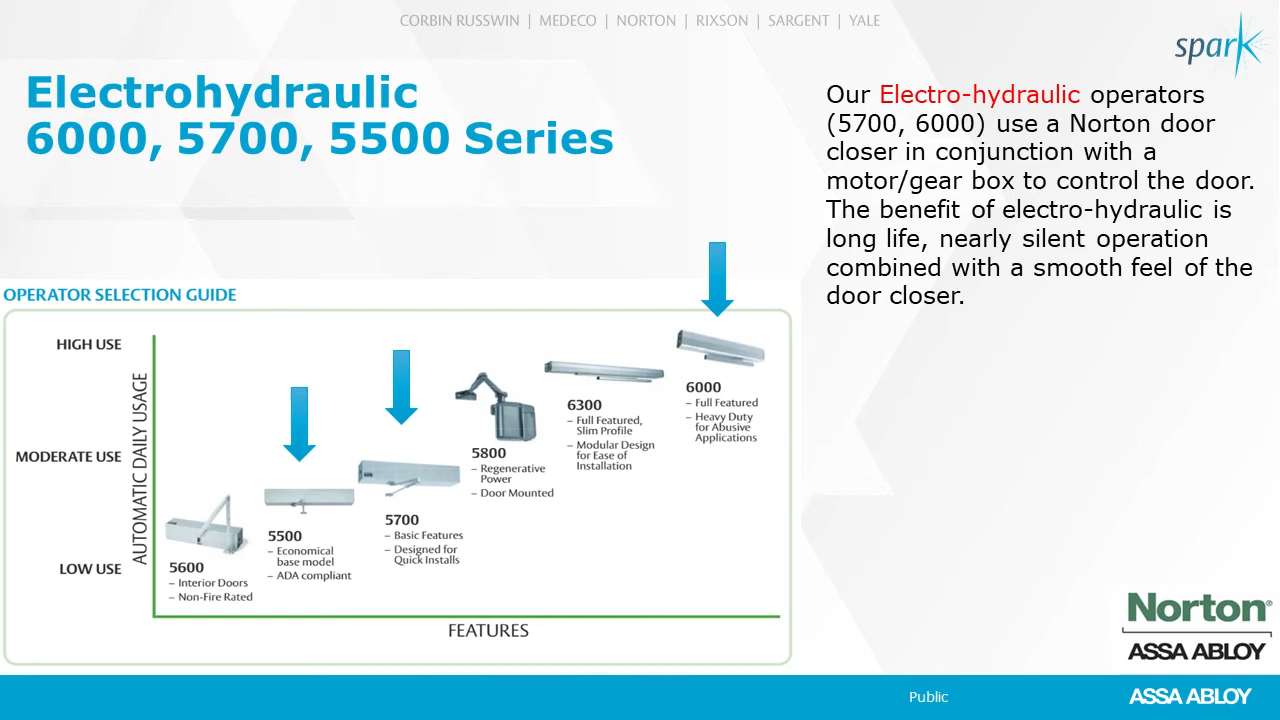 CORBIN RUSSWIN | MEDECO | NORTON | RIXSON | SARGENT | YALE
spark
Electrohydraulic
6000, 5700, 5500 Series
Our Electro-hydraulic operators
(5700, 6000) use a Norton door
closer in conjunction with a
motor/gear box to control the door.
The benefit of electro-hydraulic is
long life, nearly silent operation
combined with a smooth feel of the
door closer.
OPERATOR SELECTION GUIDE
HIGH USE
MODERATE USE
LOW USE
AUTOMATIC DAILY USAGE
5600
– Interior Doors
– Non-Fire Rated
5500
– Economical
base model
– ADA compliant
5700
– Basic Features
– Designed for
Quick Installs
5800
– Regenerative
Power
– Door Mounted
6300
– Full Featured,
Slim Profile
– Modular Design
for Ease of
Installation
6000
– Full Featured
– Heavy Duty
for Abusive
Applications
FEATURES
Norton®
ASSA ABLOY
Public
ASSA ABLOY